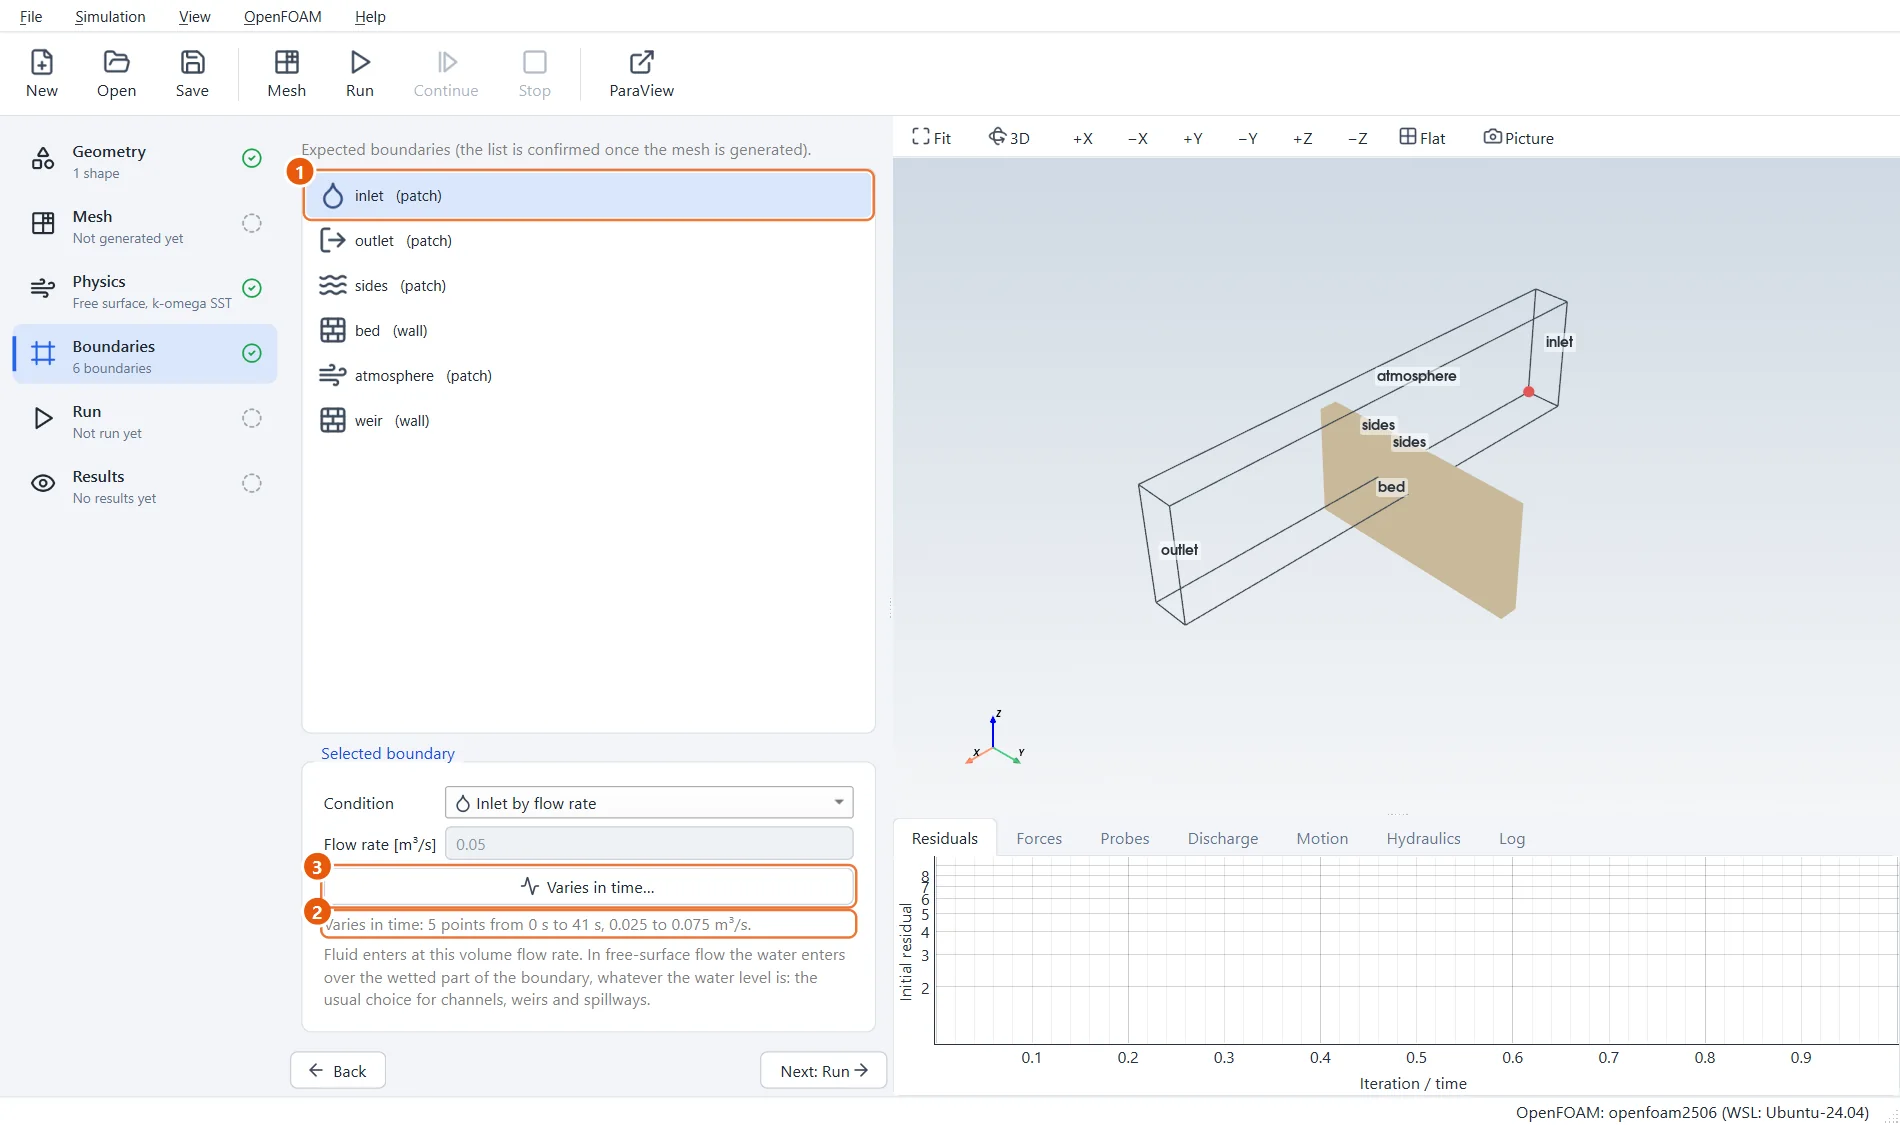 File Simulation View OpenFOAM Help
New Open Save Mesh Run Continue Stop ParaView
Geometry
1 shape
Mesh
Not generated yet
Physics
Free surface, k-omega SST
Boundaries
6 boundaries
Run
Not run yet
Results
No results yet
Expected boundaries (the list is confirmed once the mesh is generated).
1
inlet (patch)
outlet (patch)
sides (patch)
bed (wall)
atmosphere (patch)
weir (wall)
Selected boundary
Condition Inlet by flow rate
Flow rate [m³/s] 0.05
3
Varies in time...
2
Varies in time: 5 points from 0 s to 41 s, 0.025 to 0.075 m³/s.
Fluid enters at this volume flow rate. In free-surface flow the water enters
over the wetted part of the boundary, whatever the water level is: the
usual choice for channels, weirs and spillways.
Back
Next: Run
Fit 3D +X −X +Y −Y +Z −Z Flat Picture
inlet
atmosphere
sides
sides
bed
outlet
Z
X
Y
Residuals Forces Probes Discharge Motion Hydraulics Log
Initial residual
8
7
6
5
4
3
2
0.1 0.2 0.3 0.4 0.5 0.6 0.7 0.8 0.9
Iteration / time
OpenFOAM: openfoam2506 (WSL: Ubuntu-24.04)